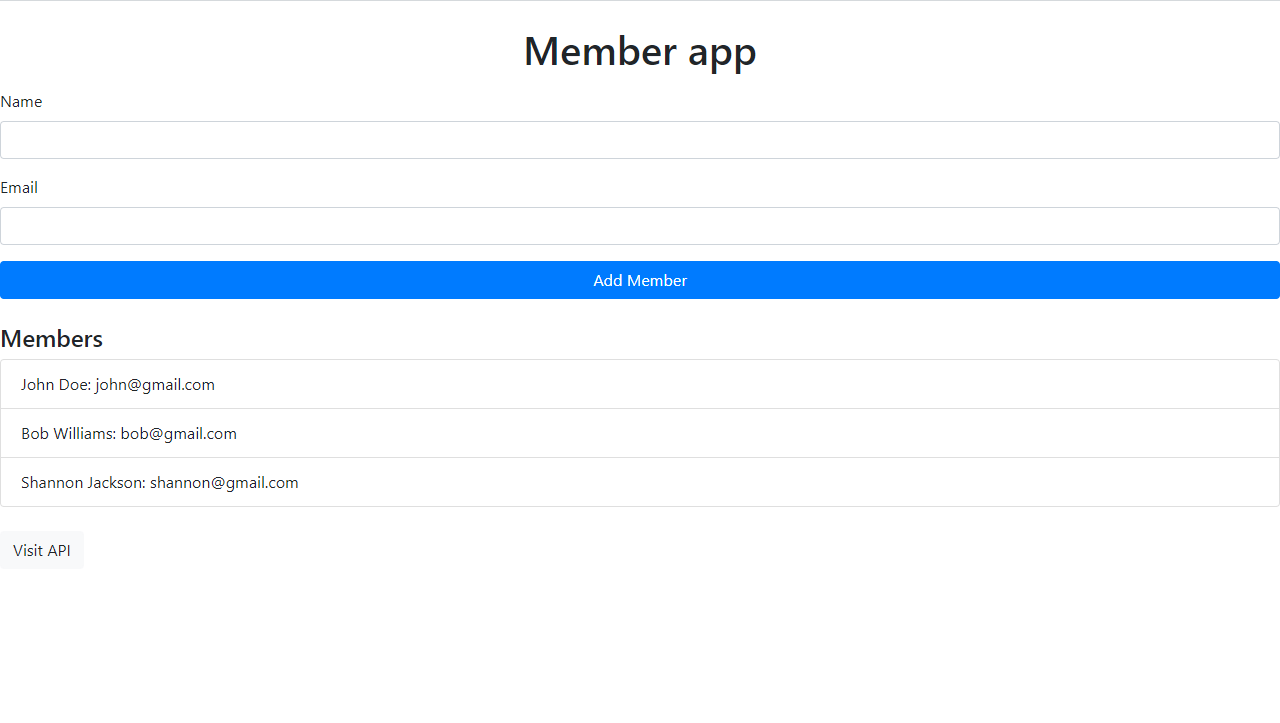 Member app
Name
Email
Add Member
Members
John Doe: john@gmail.com
Bob Williams: bob@gmail.com
Shannon Jackson: shannon@gmail.com
Visit API